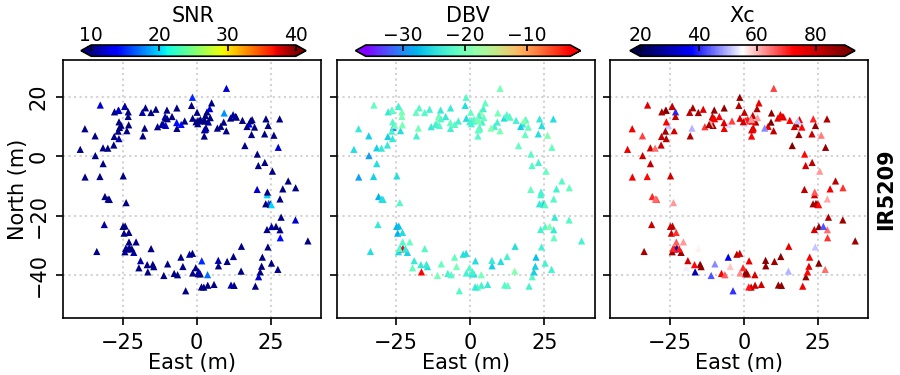 SNR DBV Xc
10 20 30 40 −30 −20 −10 20 40 60 80
20
0
−20
−40
North (m)
−25 0 25 −25 0 25 −25 0 25
East (m) East (m) East (m)
IR5209